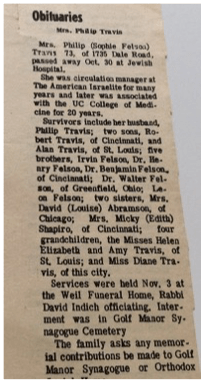 Obituaries
Mrs. Philip Travis
Mrs. Philip (Sophie Felson)
Travis 73, of 1735 Dale Road,
passed away Oct. 30 at Jewish
Hospital.
She was circulation manager at
The American Israelite for many
years and later was associated
with the UC College of Medi-
cine for 20 years.
Survivors include her husband,
Philip Travis; two sons, Ro-
bert Travis, of Cincinnati, and
Alan Travis, of St. Louis; five
brothers, Irvin Felson, Dr. He-
nry Felson, Dr. Benjamin Felson,
of Cincinnati; Dr. Walter Fel-
son, of Greenfield, Ohio; Le-
on Felson; two sisters, Mrs.
David (Louise) Abramson, of
Chicago; Mrs. Micky (Edith)
Shapiro, of Cincinnati; four
grandchildren, the Misses Helen
Elizabeth and Amy Travis, of
St. Louis; and Miss Diane Tra-
vis, of this city.
Services were held Nov. 3 at
the Weil Funeral Home, Rabbi
David Indich officiating, Inter-
ment was in Golf Manor Sy-
nagogue Cemetery
The family asks any memor-
ial contributions be made to Golf
Manor Synagogue or Orthodox